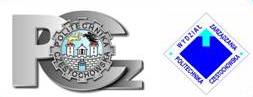 POLITECHNIKA
CZĘSTOCHOWSKA
PCz
WYDZIAŁ
ZARZĄDZANIA
POLITECHNIKA
CZĘSTOCHOWSKA